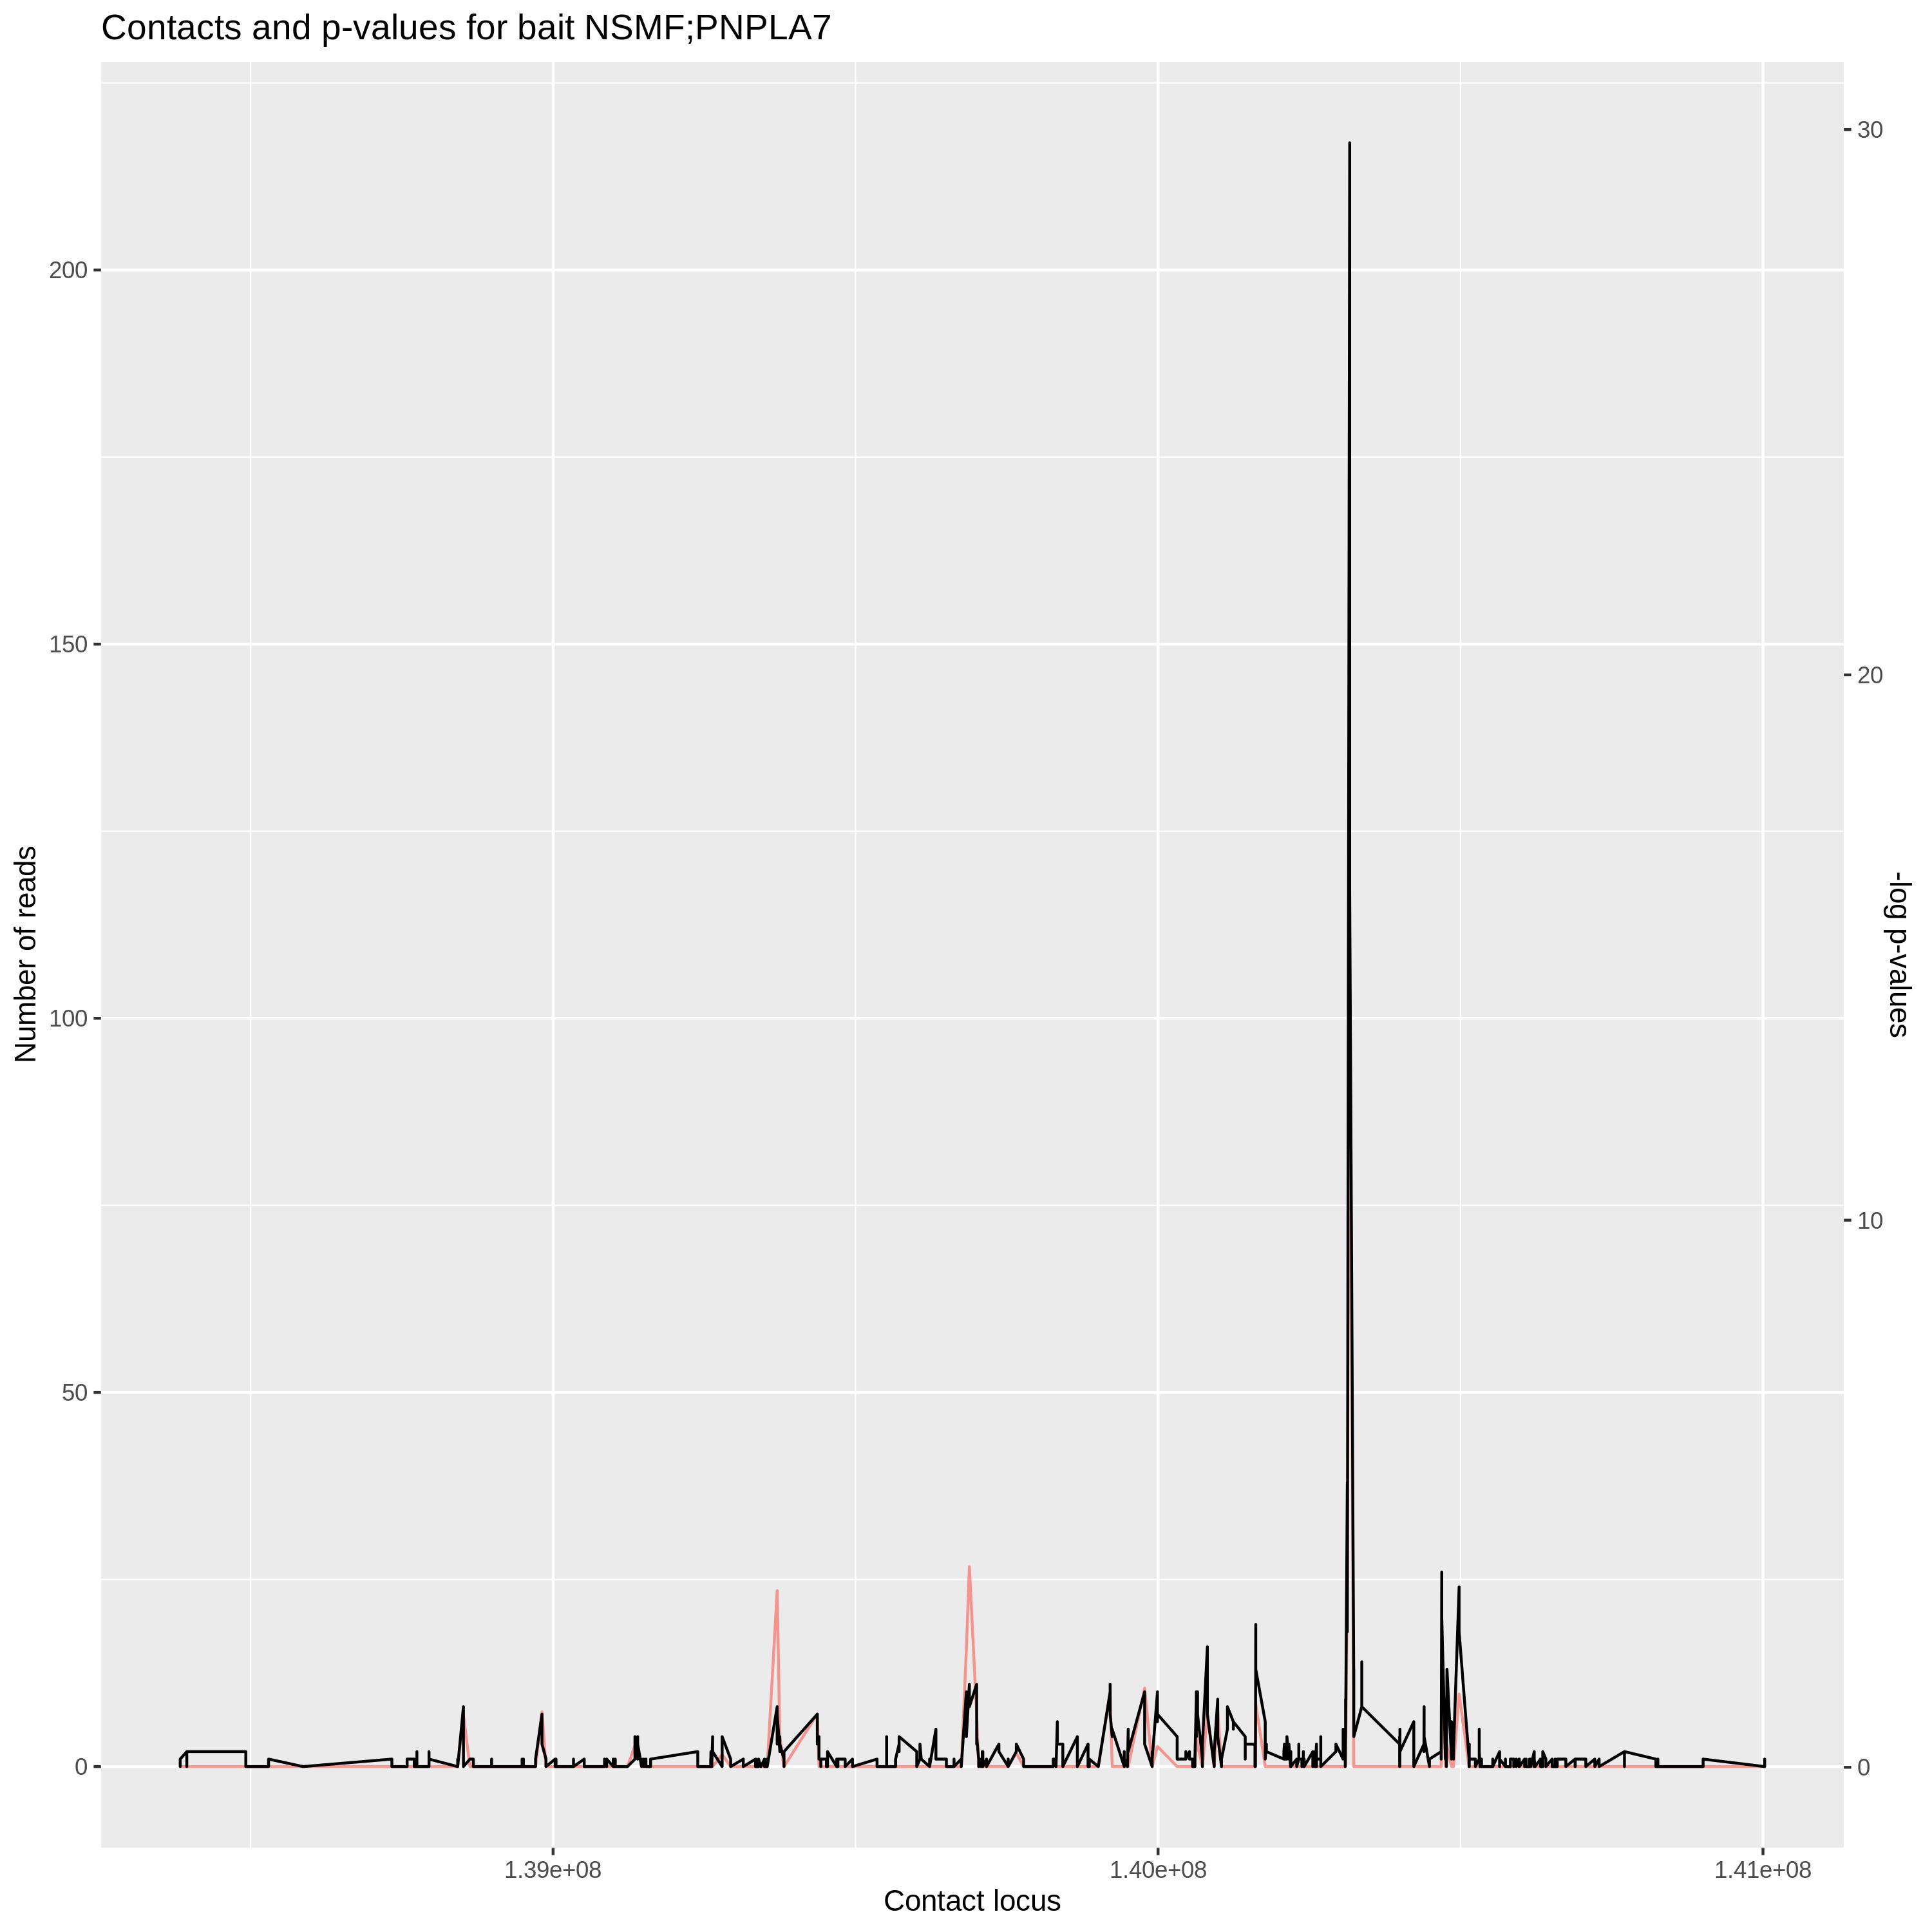 Contacts and p-values for bait NSMF;PNPLA7
Number of reads
200
150
100
50
0
30
20
10
0
-log p-values
1.39e+08
1.40e+08
1.41e+08
Contact locus